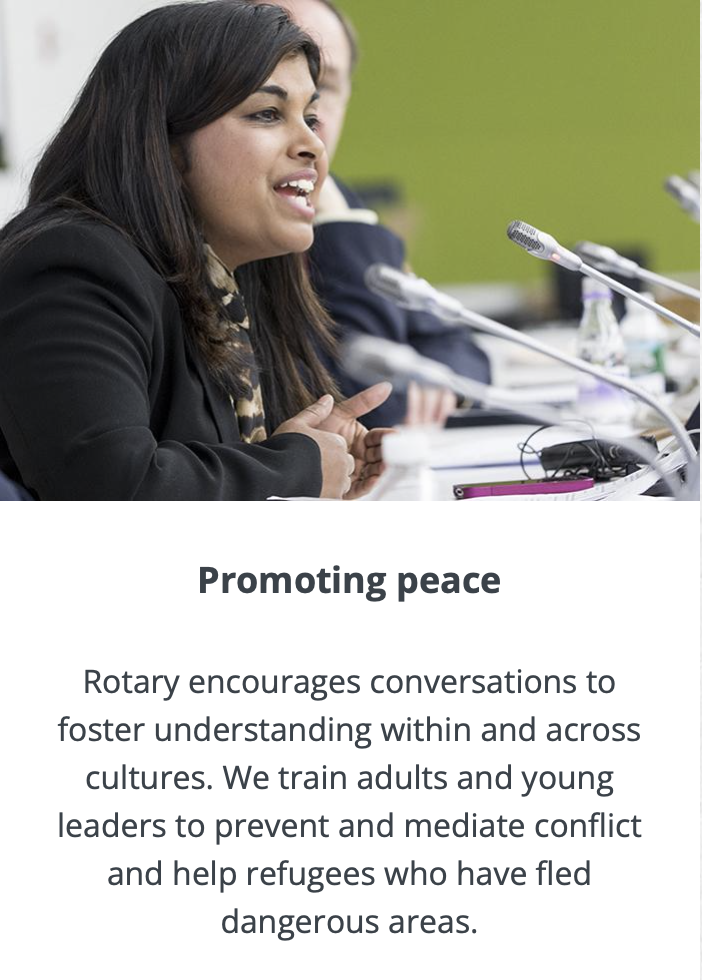 Promoting peace
Rotary encourages conversations to
foster understanding within and across
cultures. We train adults and young
leaders to prevent and mediate conflict
and help refugees who have fled
dangerous areas.